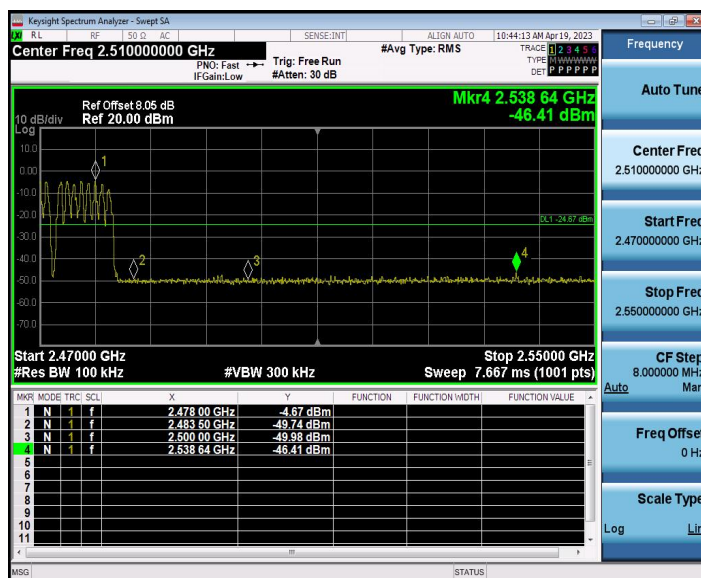 Keysight Spectrum Analyzer - Swept SA
LXI RL RF 50 Ω AC SENSE:INT ALIGN AUTO 10:44:13 AM Apr 19, 2023
Center Freq 2.510000000 GHz #Avg Type: RMS TRACE 1 2 3 4 5 6
PNO: Fast Trig: Free Run TYPE M W W W W W
IFGain:Low #Atten: 30 dB DET P P P P P P
Frequency
Mkr4 2.538 64 GHz
-46.41 dBm
Ref Offset 8.05 dB
10 dB/div Ref 20.00 dBm
Log
10.0
0.00
-10.0
-20.0
-30.0
-40.0
-50.0
-60.0
-70.0
1
2
3
4
DL1 -24.67 dBm
Start 2.47000 GHz Stop 2.55000 GHz
#Res BW 100 kHz #VBW 300 kHz Sweep 7.667 ms (1001 pts)
MKR MODE TRC SCL X Y FUNCTION FUNCTION WIDTH FUNCTION VALUE
1 N 1 f 2.478 00 GHz -4.67 dBm
2 N 1 f 2.483 50 GHz -49.74 dBm
3 N 1 f 2.500 00 GHz -49.98 dBm
4 N 1 f 2.538 64 GHz -46.41 dBm
5
6
7
8
9
10
11
MSG STATUS
Auto Tune
Center Freq
2.510000000 GHz
Start Freq
2.470000000 GHz
Stop Freq
2.550000000 GHz
CF Step
8.000000 MHz
Auto Man
Freq Offset
0 Hz
Scale Type
Log Lin